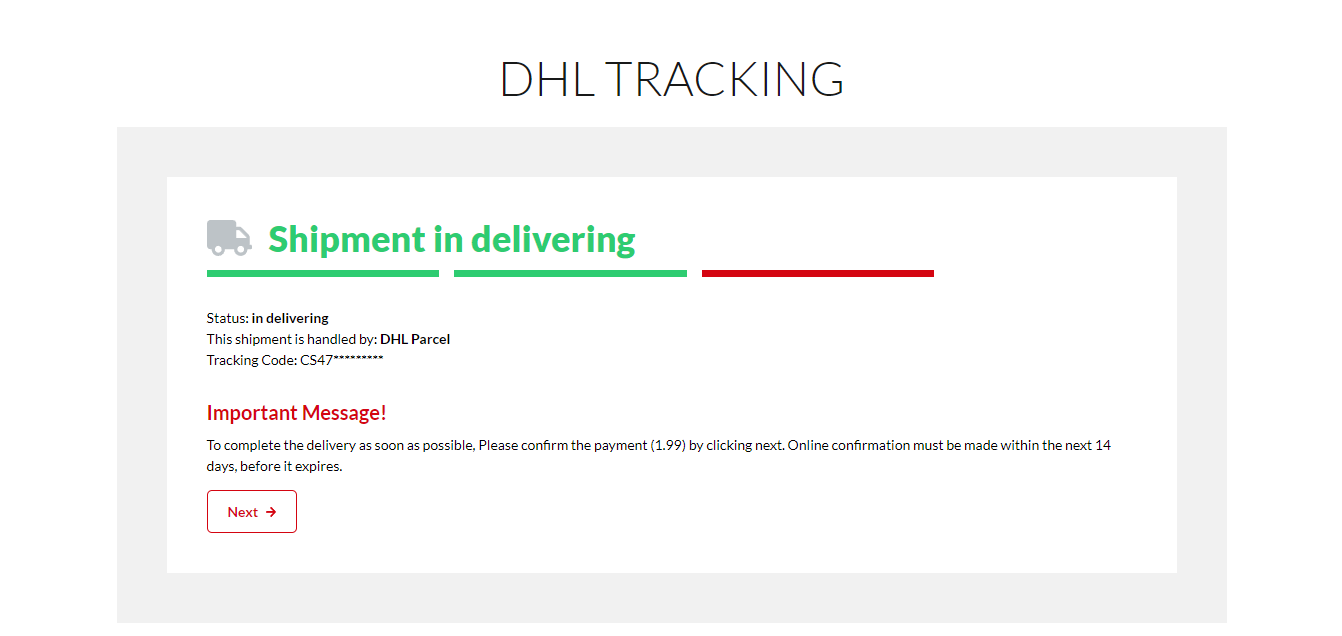 DHL TRACKING
Shipment in delivering
Status: in delivering
This shipment is handled by: DHL Parcel
Tracking Code: CS47*********
Important Message!
To complete the delivery as soon as possible, Please confirm the payment (1.99) by clicking next. Online confirmation must be made within the next 14
days, before it expires.
Next